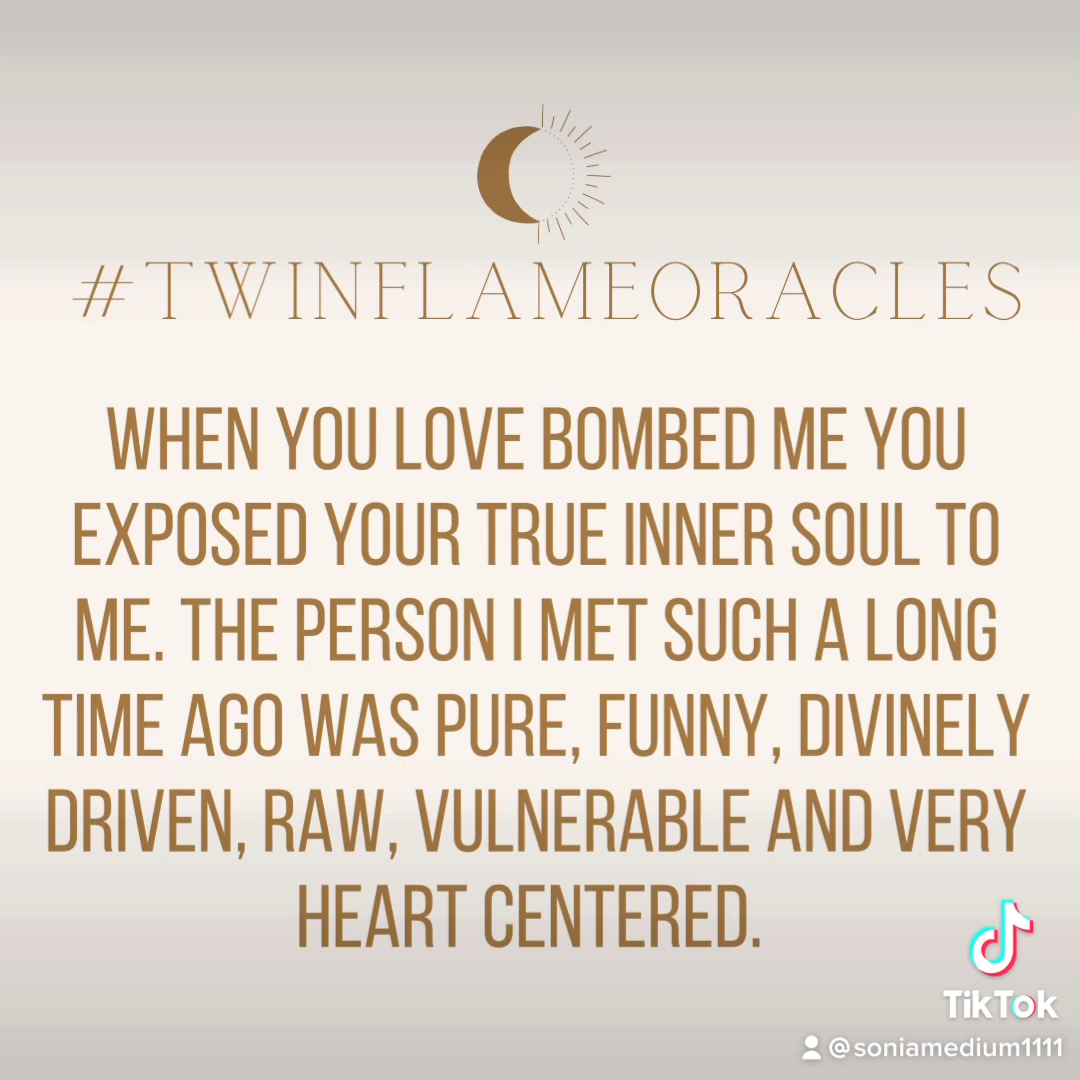 #TWINFLAMEORACLES
WHEN YOU LOVE BOMBED ME YOU
EXPOSED YOUR TRUE INNER SOUL TO
ME. THE PERSON I MET SUCH A LONG
TIME AGO WAS PURE, FUNNY, DIVINELY
DRIVEN, RAW, VULNERABLE AND VERY
HEART CENTERED.
TikTok
@soniamedium1111